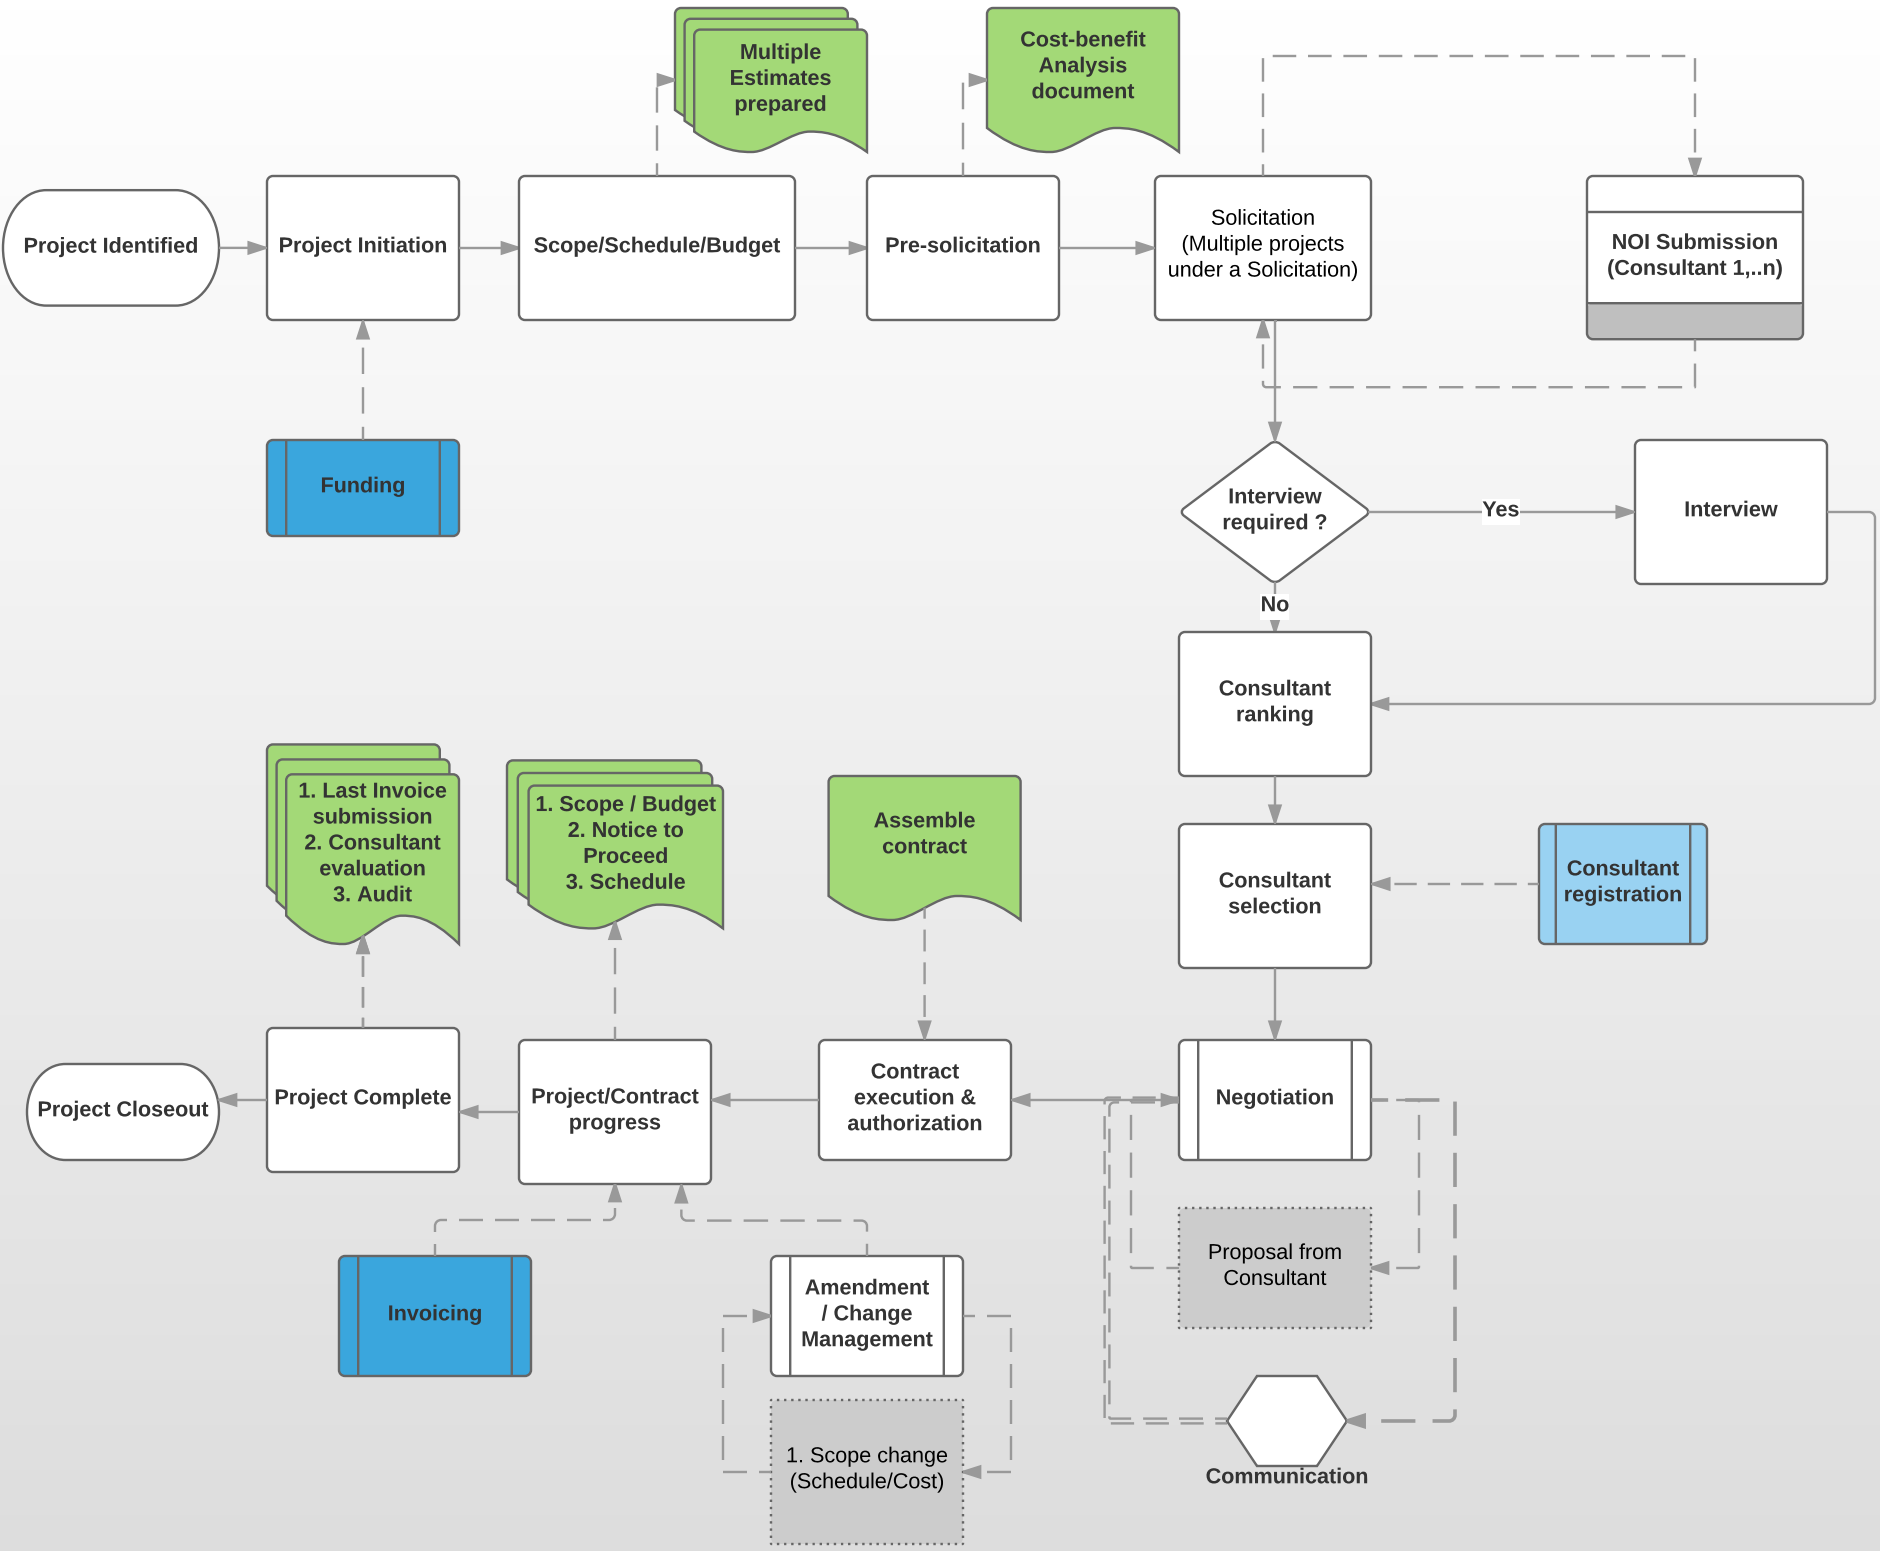 Multiple
Estimates
prepared
Cost-benefit
Analysis
document
Project Identified
Project Initiation
Scope/Schedule/Budget
Pre-solicitation
Solicitation
(Multiple projects
under a Solicitation)
NOI Submission
(Consultant 1,..n)
Funding
Interview
required ?
Yes
Interview
No
Consultant
ranking
1. Last Invoice
submission
2. Consultant
evaluation
3. Audit
1. Scope / Budget
2. Notice to
Proceed
3. Schedule
Assemble
contract
Consultant
selection
Consultant
registration
Project Closeout
Project Complete
Project/Contract
progress
Contract
execution &
authorization
Negotiation
Proposal from
Consultant
Invoicing
Amendment
/ Change
Management
1. Scope change
(Schedule/Cost)
Communication